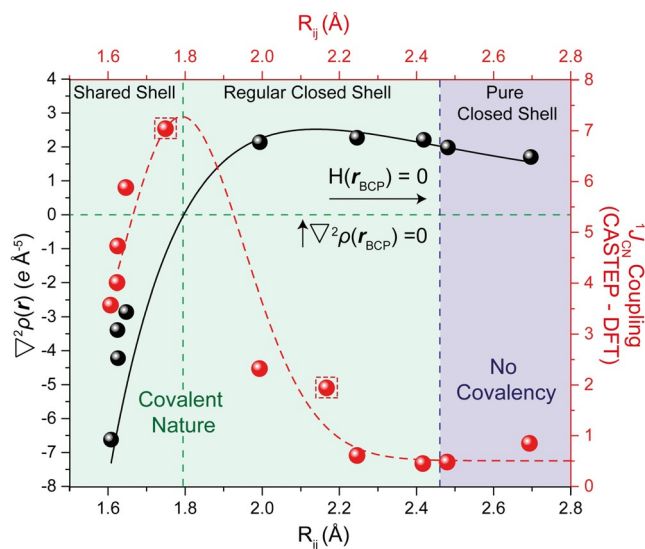 R_ij (Å)
1.6 1.8 2.0 2.2 2.4 2.6 2.8
Shared Shell Regular Closed Shell Pure
Closed Shell
4
3
2
1
0
-1
-2
-3
-4
-5
-6
-7
-8
∇²ρ(r) (e Å⁻⁵)
H(r_BCP) = 0
↑∇²ρ(r_BCP)=0
Covalent
Nature
No
Covalency
8
7
6
5
4
3
2
1
0
¹J_CN Coupling
(CASTEP - DFT)
1.6 1.8 2.0 2.2 2.4 2.6 2.8
R_ij (Å)